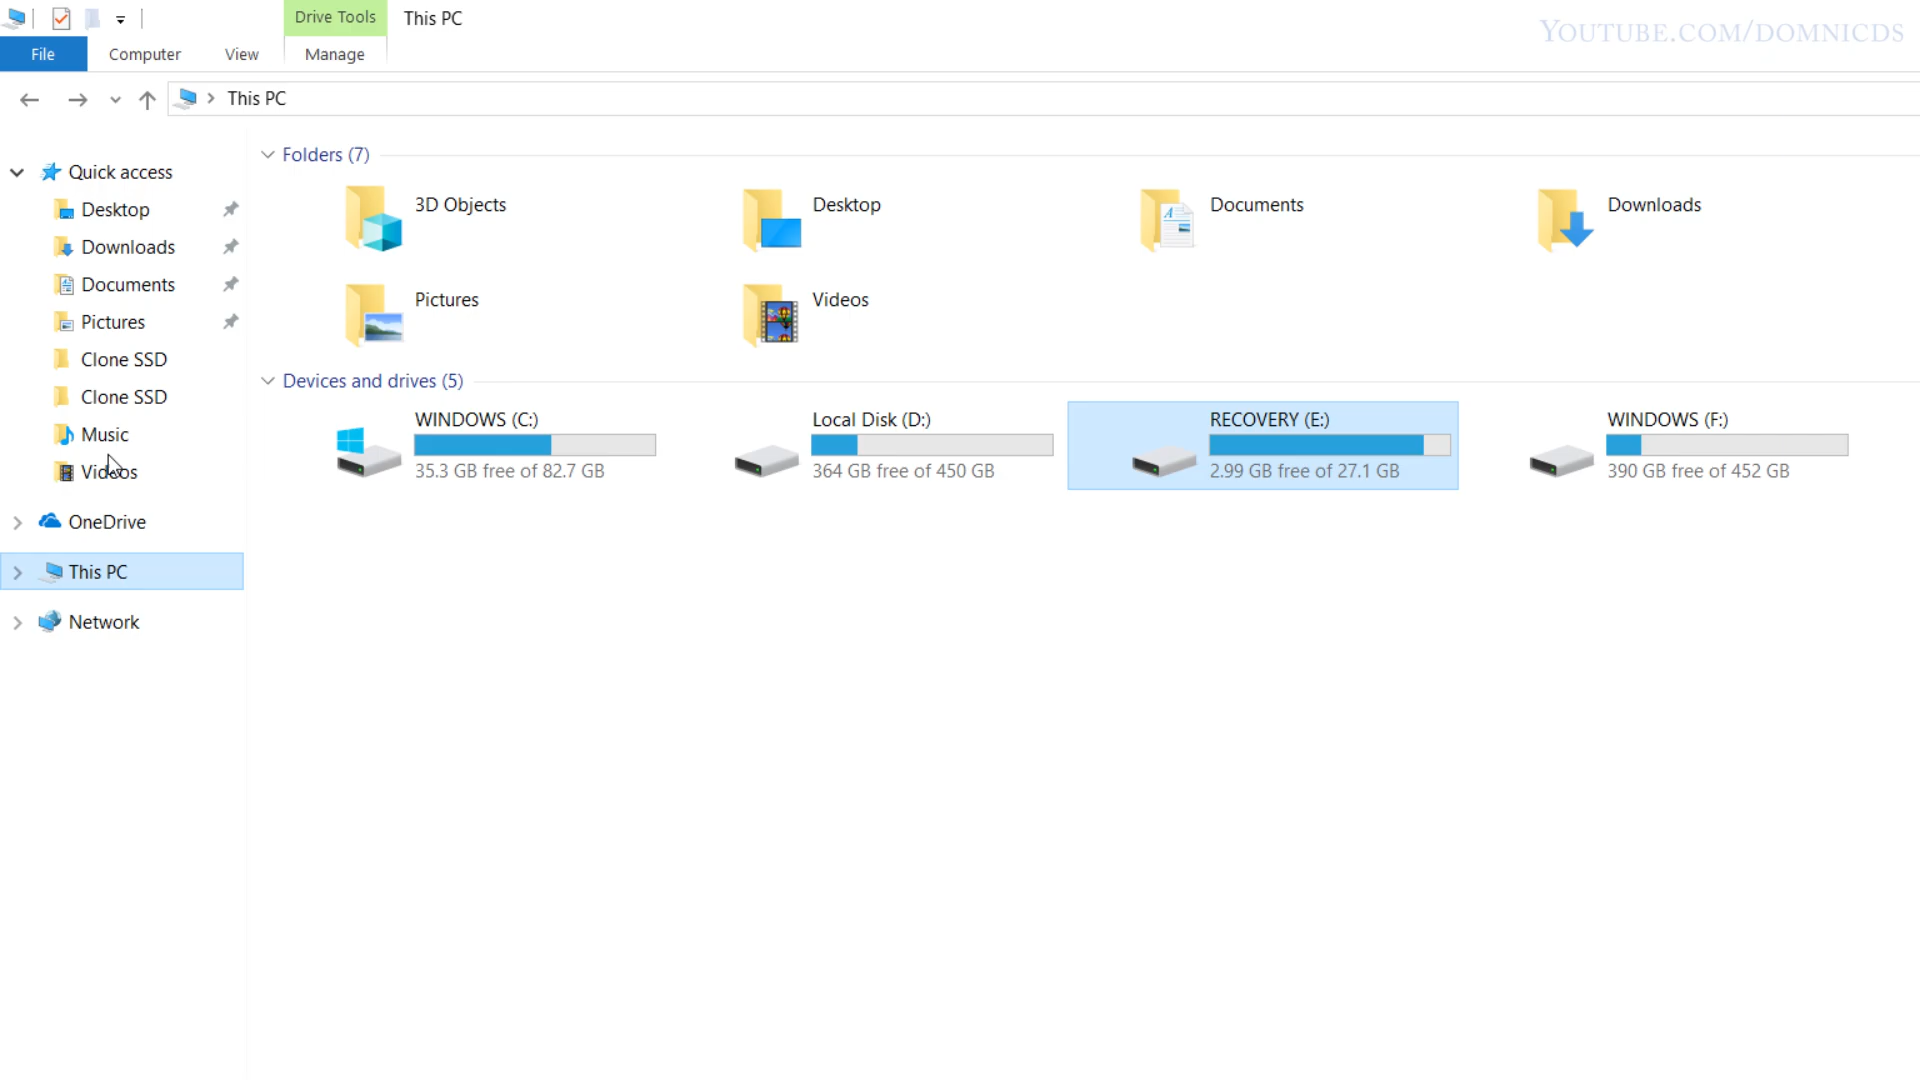 Drive Tools
This PC
YOUTUBE.COM/DOMNICDS
File
Computer
View
Manage
This PC
Quick access
Desktop
Downloads
Documents
Pictures
Clone SSD
Clone SSD
Music
Videos
OneDrive
This PC
Network
Folders (7)
3D Objects
Desktop
Documents
Downloads
Pictures
Videos
Devices and drives (5)
WINDOWS (C:)
35.3 GB free of 82.7 GB
Local Disk (D:)
364 GB free of 450 GB
RECOVERY (E:)
2.99 GB free of 27.1 GB
WINDOWS (F:)
390 GB free of 452 GB